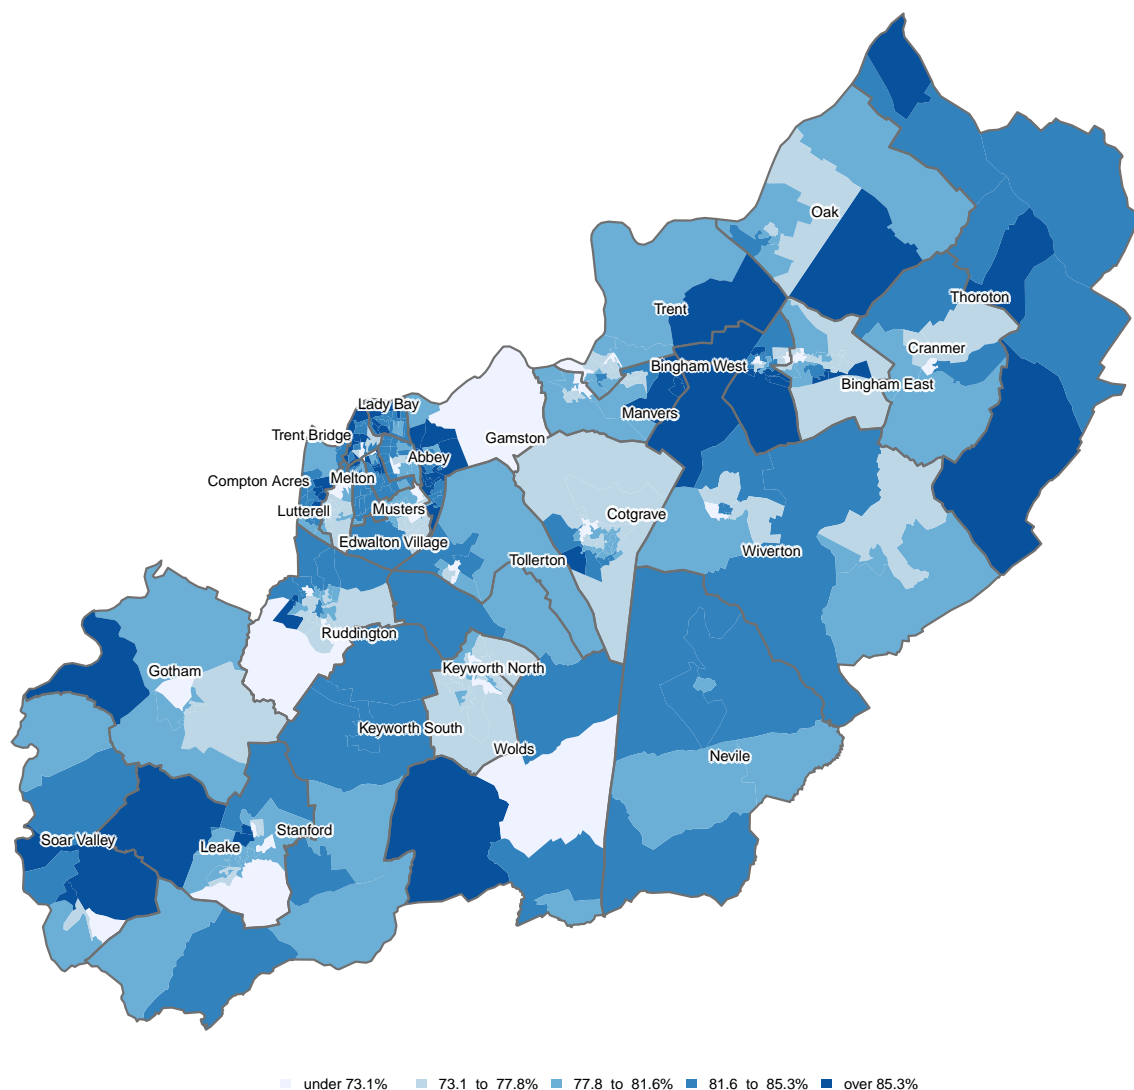 Oak
Thoroton
Trent
Cranmer
Bingham West
Bingham East
Lady Bay
Manvers
Trent Bridge
Gamston
Abbey
Compton Acres
Melton
Lutterell
Musters
Cotgrave
Edwalton Village
Wiverton
Tollerton
Ruddington
Keyworth North
Gotham
Keyworth South
Wolds
Nevile
Stanford
Soar Valley
Leake
under 73.1% 73.1 to 77.8% 77.8 to 81.6% 81.6 to 85.3% over 85.3%